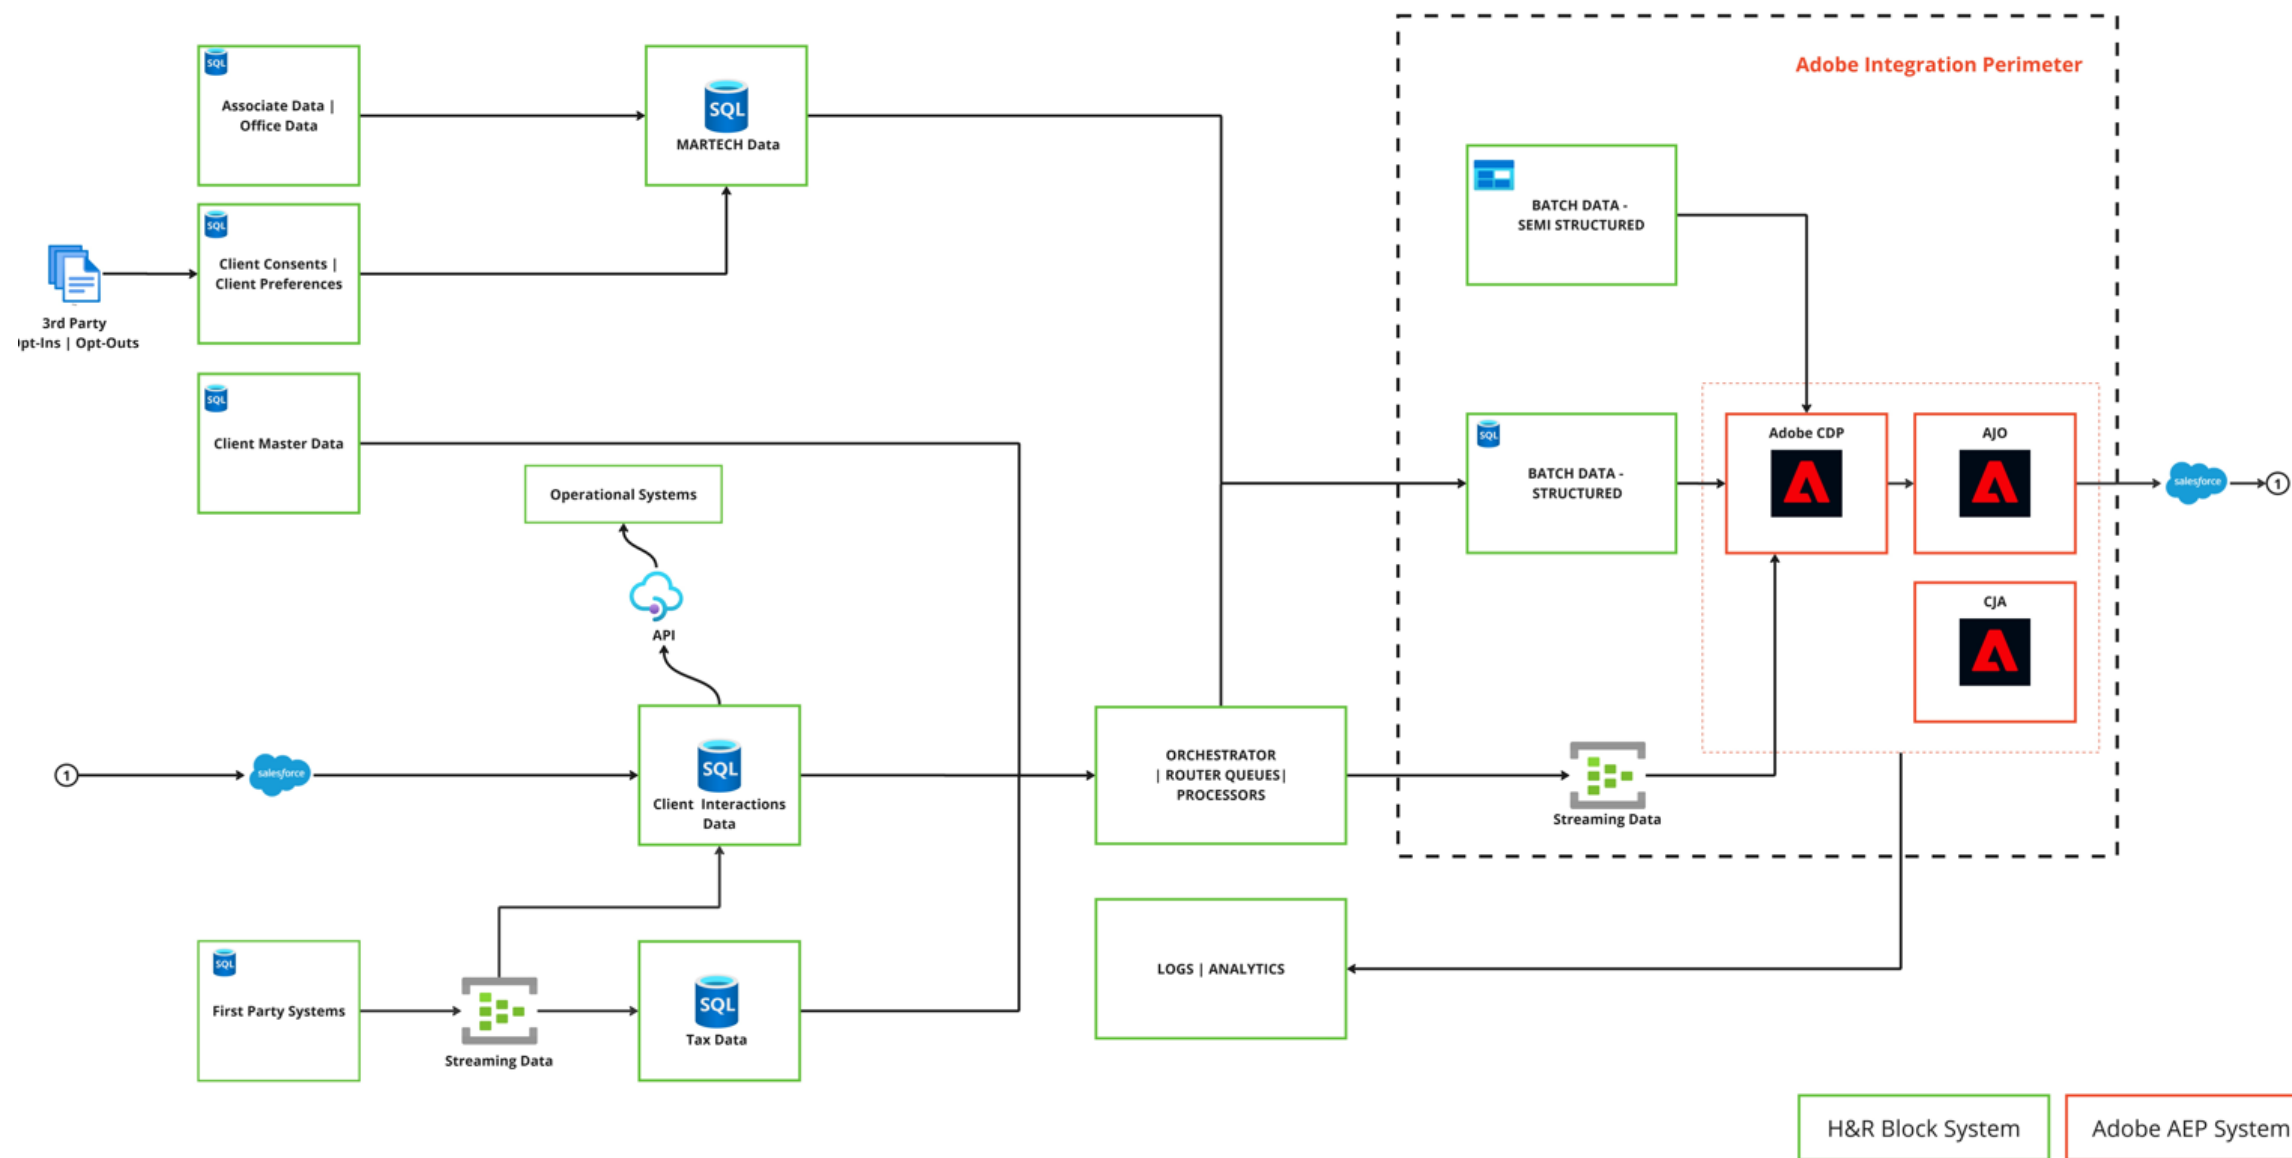 Adobe Integration Perimeter
SQL
Associate Data |
Office Data
SQL
MARTECH Data
SQL
Client Consents |
Client Preferences
3rd Party
pt-Ins | Opt-Outs
BATCH DATA -
SEMI STRUCTURED
SQL
Client Master Data
Operational Systems
API
SQL
BATCH DATA -
STRUCTURED
Adobe CDP
AJO
salesforce
1
CJA
1
salesforce
SQL
Client Interactions
Data
ORCHESTRATOR
| ROUTER QUEUES|
PROCESSORS
Streaming Data
LOGS | ANALYTICS
SQL
First Party Systems
Streaming Data
SQL
Tax Data
H&R Block System
Adobe AEP System